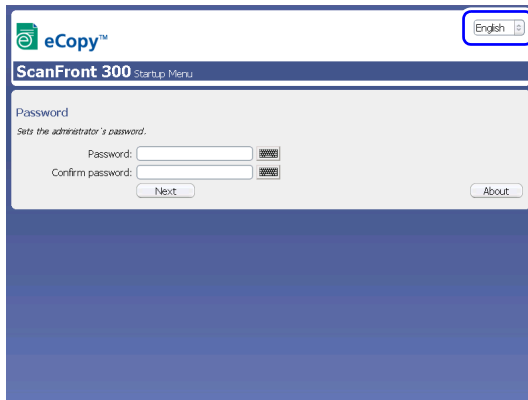 English
eCopy™
ScanFront 300 Startup Menu
Password
Sets the administrator`s password.
Password:
Confirm password:
Next
About